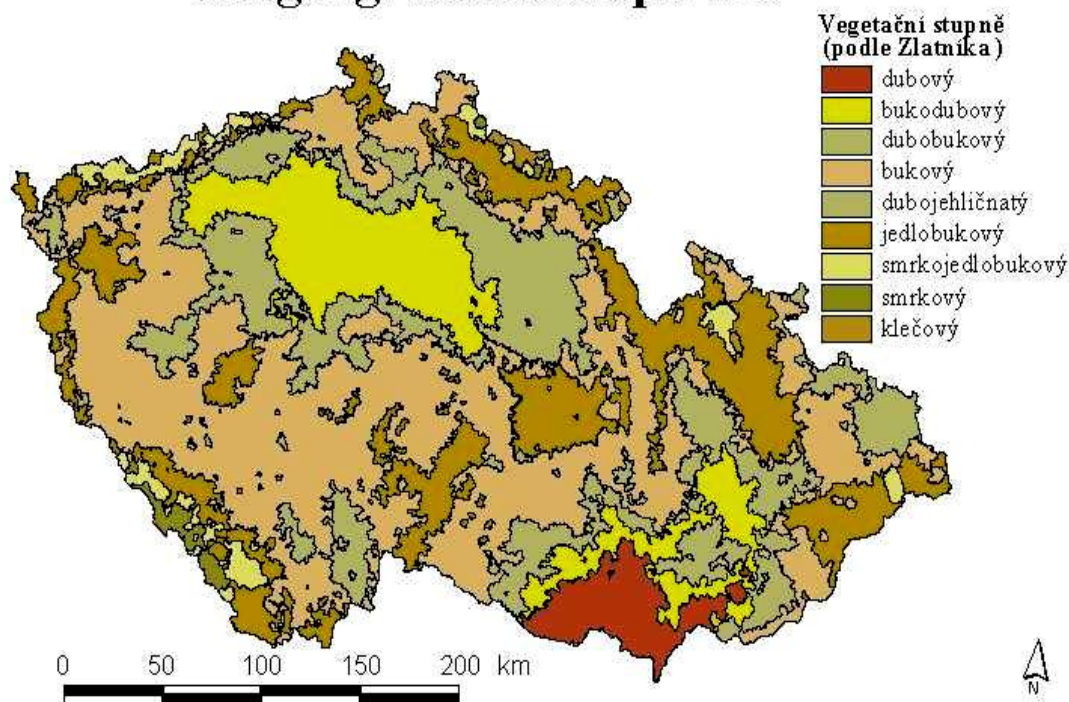 Vegetační stupně
(podle Zlatníka)
dubový
bukodubový
dubobukový
bukový
dubojehličnatý
jedlobukový
smrkojedlobukový
smrkový
klečový
0 50 100 150 200 km
N